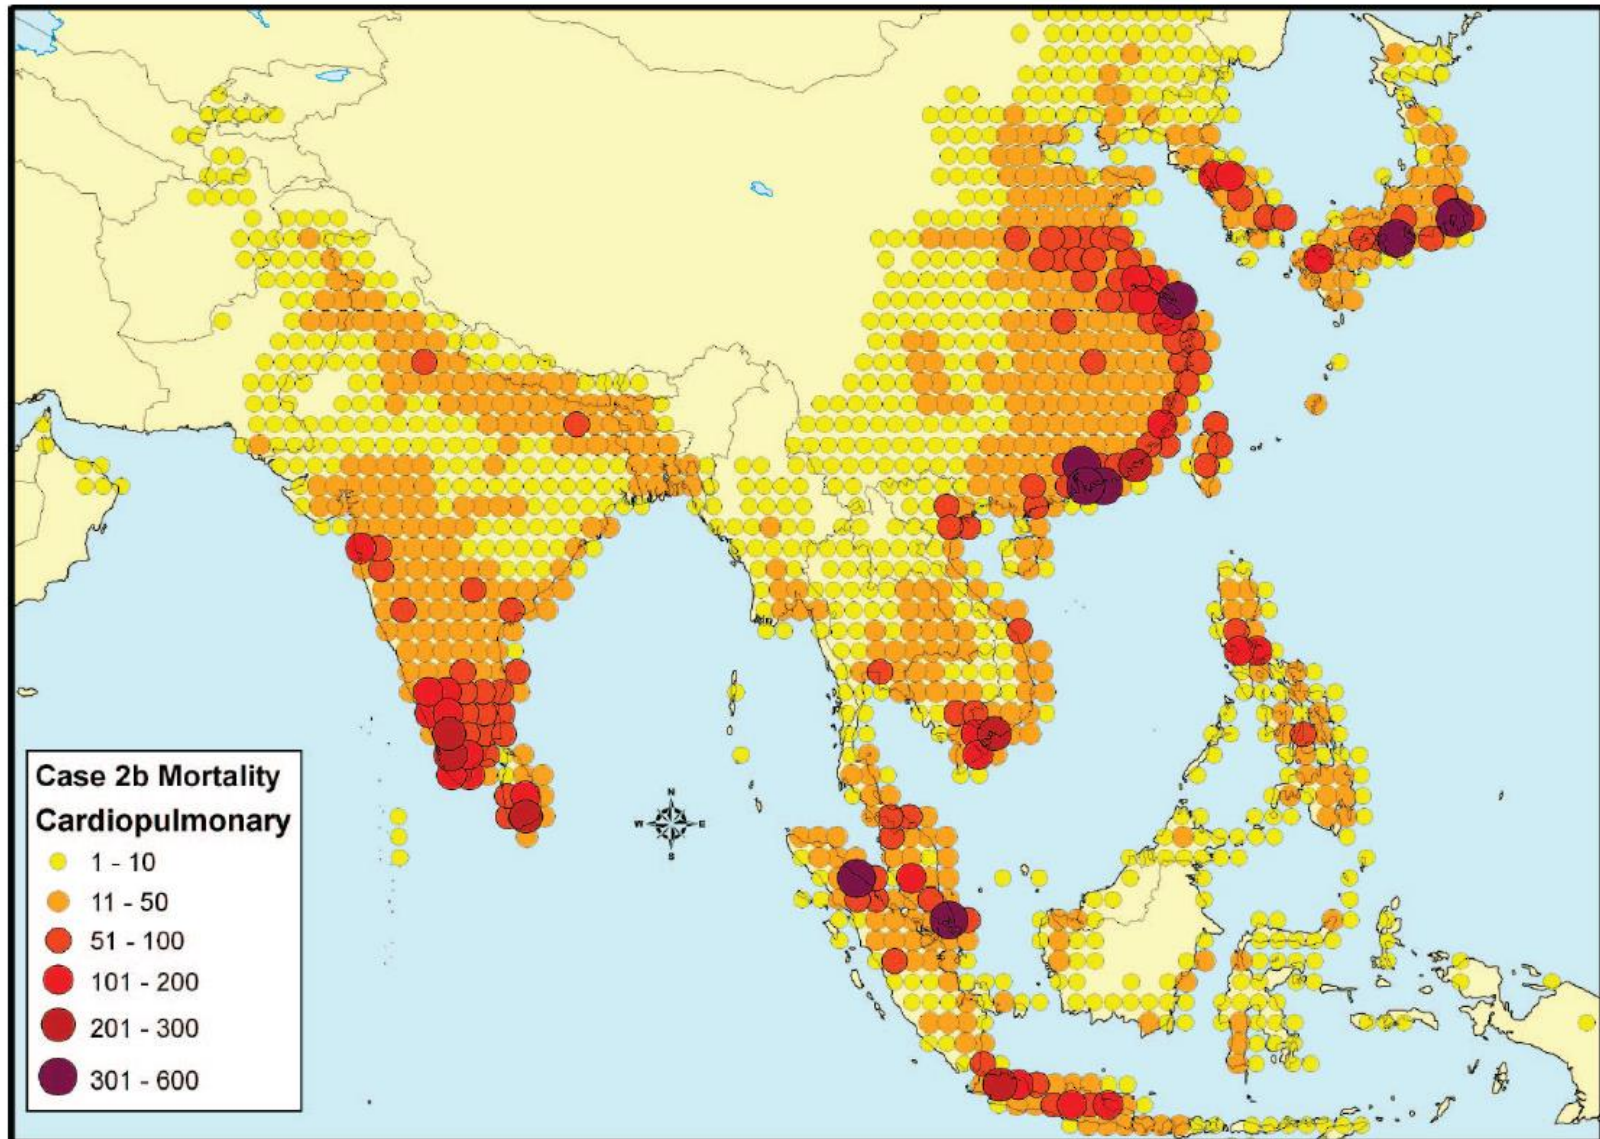 N
W E
S
Case 2b Mortality
Cardiopulmonary
1 - 10
11 - 50
51 - 100
101 - 200
201 - 300
301 - 600